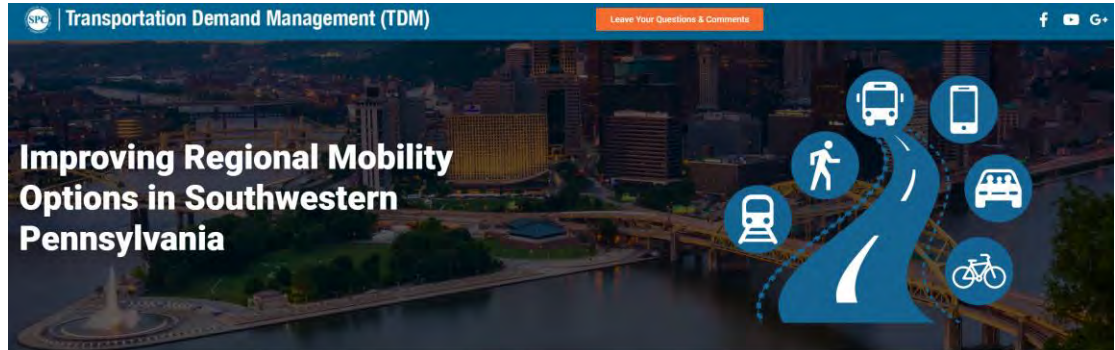 SPC | Transportation Demand Management (TDM)
Leave Your Questions & Comments
f G+
Improving Regional Mobility
Options in Southwestern
Pennsylvania